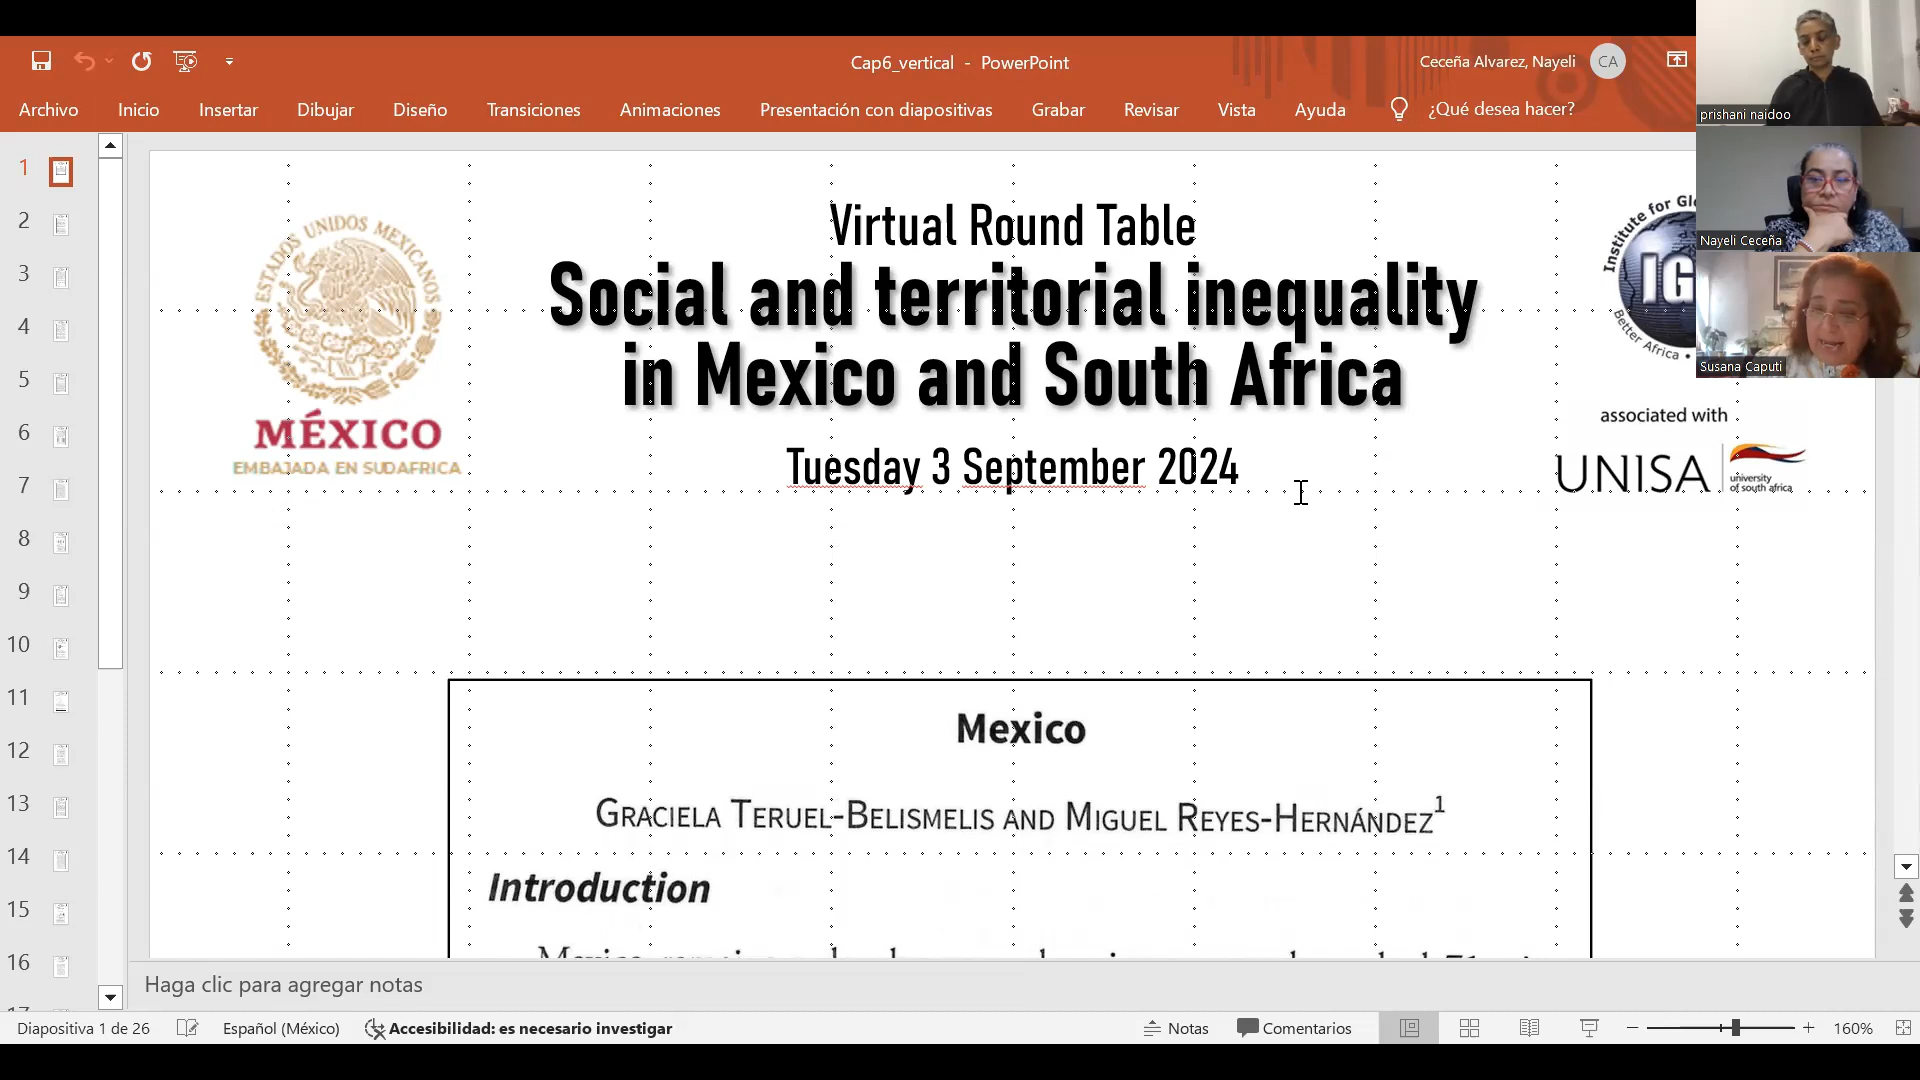 Cap6_vertical - PowerPoint
Ceceña Alvarez, Nayeli
CA
Archivo
Inicio
Insertar
Dibujar
Diseño
Transiciones
Animaciones
Presentación con diapositivas
Grabar
Revisar
Vista
Ayuda
¿Qué desea hacer?
prishani naidoo
Nayeli Ceceña
Susana Caputi
1
2
3
4
5
6
7
8
9
10
11
12
13
14
15
16
ESTADOS UNIDOS MEXICANOS
MÉXICO
EMBAJADA EN SUDAFRICA
Virtual Round Table
Social and territorial inequality
in Mexico and South Africa
Tuesday 3 September 2024
Institute for
Better Africa
associated with
UNISA
university
of south africa
Mexico
GRACIELA TERUEL-BELISMELIS AND MIGUEL REYES-HERNÁNDEZ1
Introduction
Haga clic para agregar notas
Diapositiva 1 de 26
Español (México)
Accesibilidad: es necesario investigar
Notas
Comentarios
160%